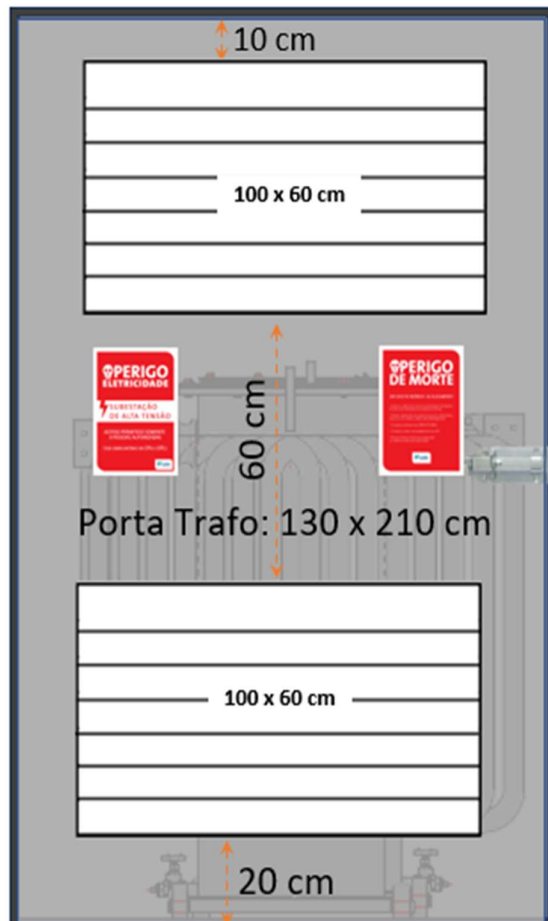 10 cm
100 x 60 cm
PERIGO
ELETRICIDADE
SUBESTAÇÃO
DE ALTA TENSÃO
PERIGO
DE MORTE
60 cm
Porta Trafo: 130 x 210 cm
100 x 60 cm
20 cm